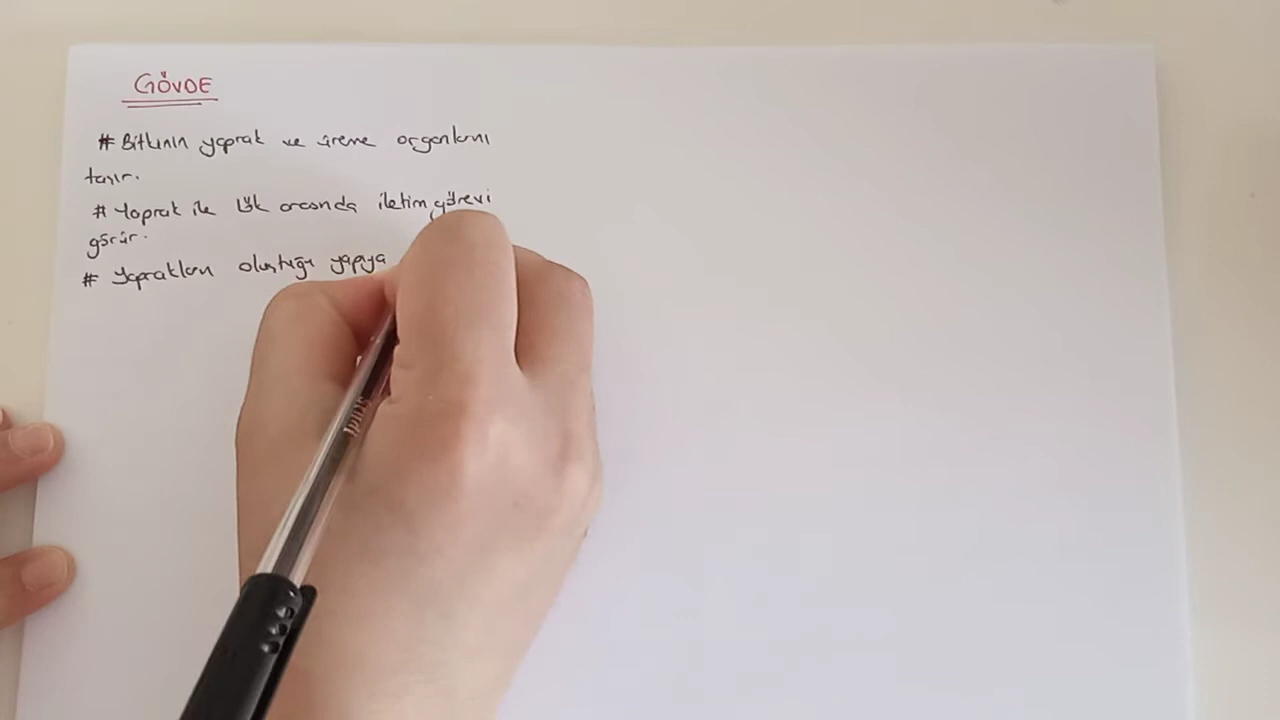 GÖVDE
# Bitkinin yaprak ve üreme organlarını
taşır.
# Yaprak ile kök arasında iletim görevi
görür.
# Yaprakların oluştuğu yapıya